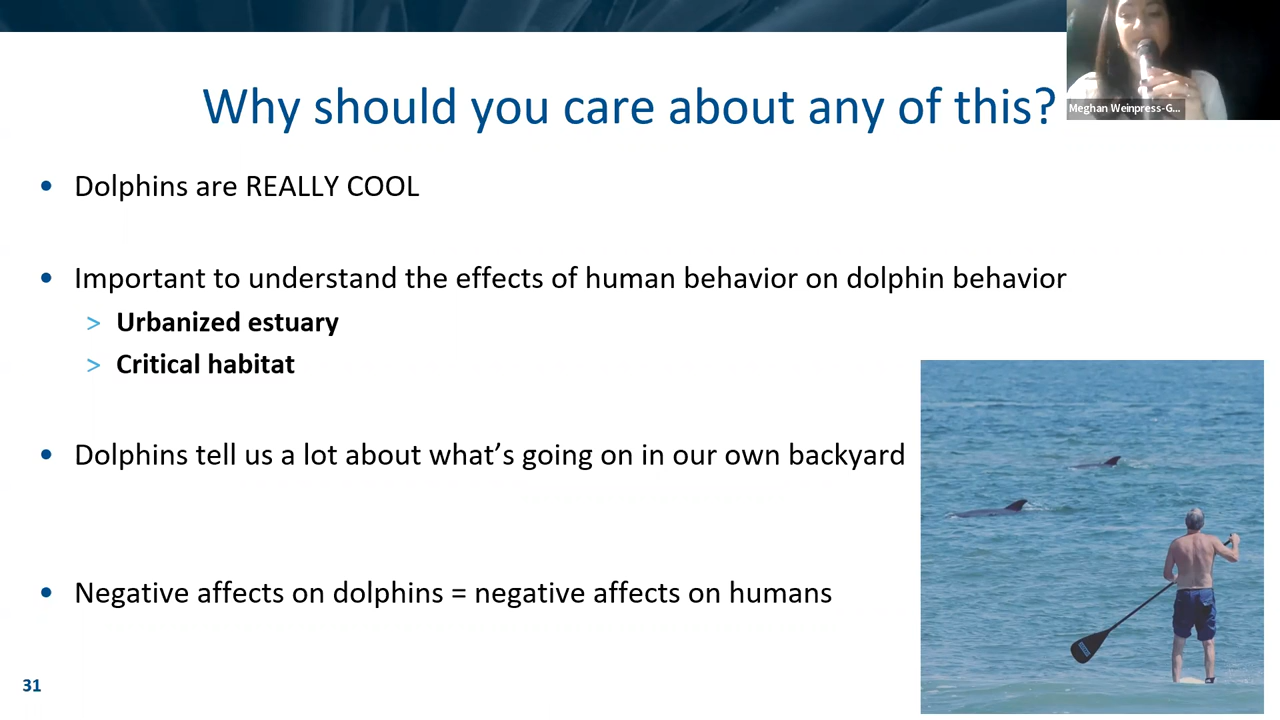 Why should you care about any of this?
Meghan Weinpress-G...
• Dolphins are REALLY COOL
• Important to understand the effects of human behavior on dolphin behavior
> Urbanized estuary
> Critical habitat
• Dolphins tell us a lot about what's going on in our own backyard
• Negative affects on dolphins = negative affects on humans
31